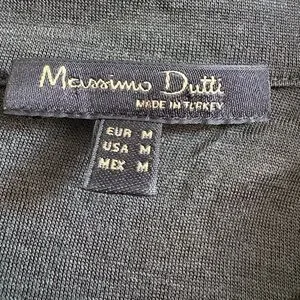 Massimo Dutti
MADE IN TURKEY
EUR M
USA M
MEX M